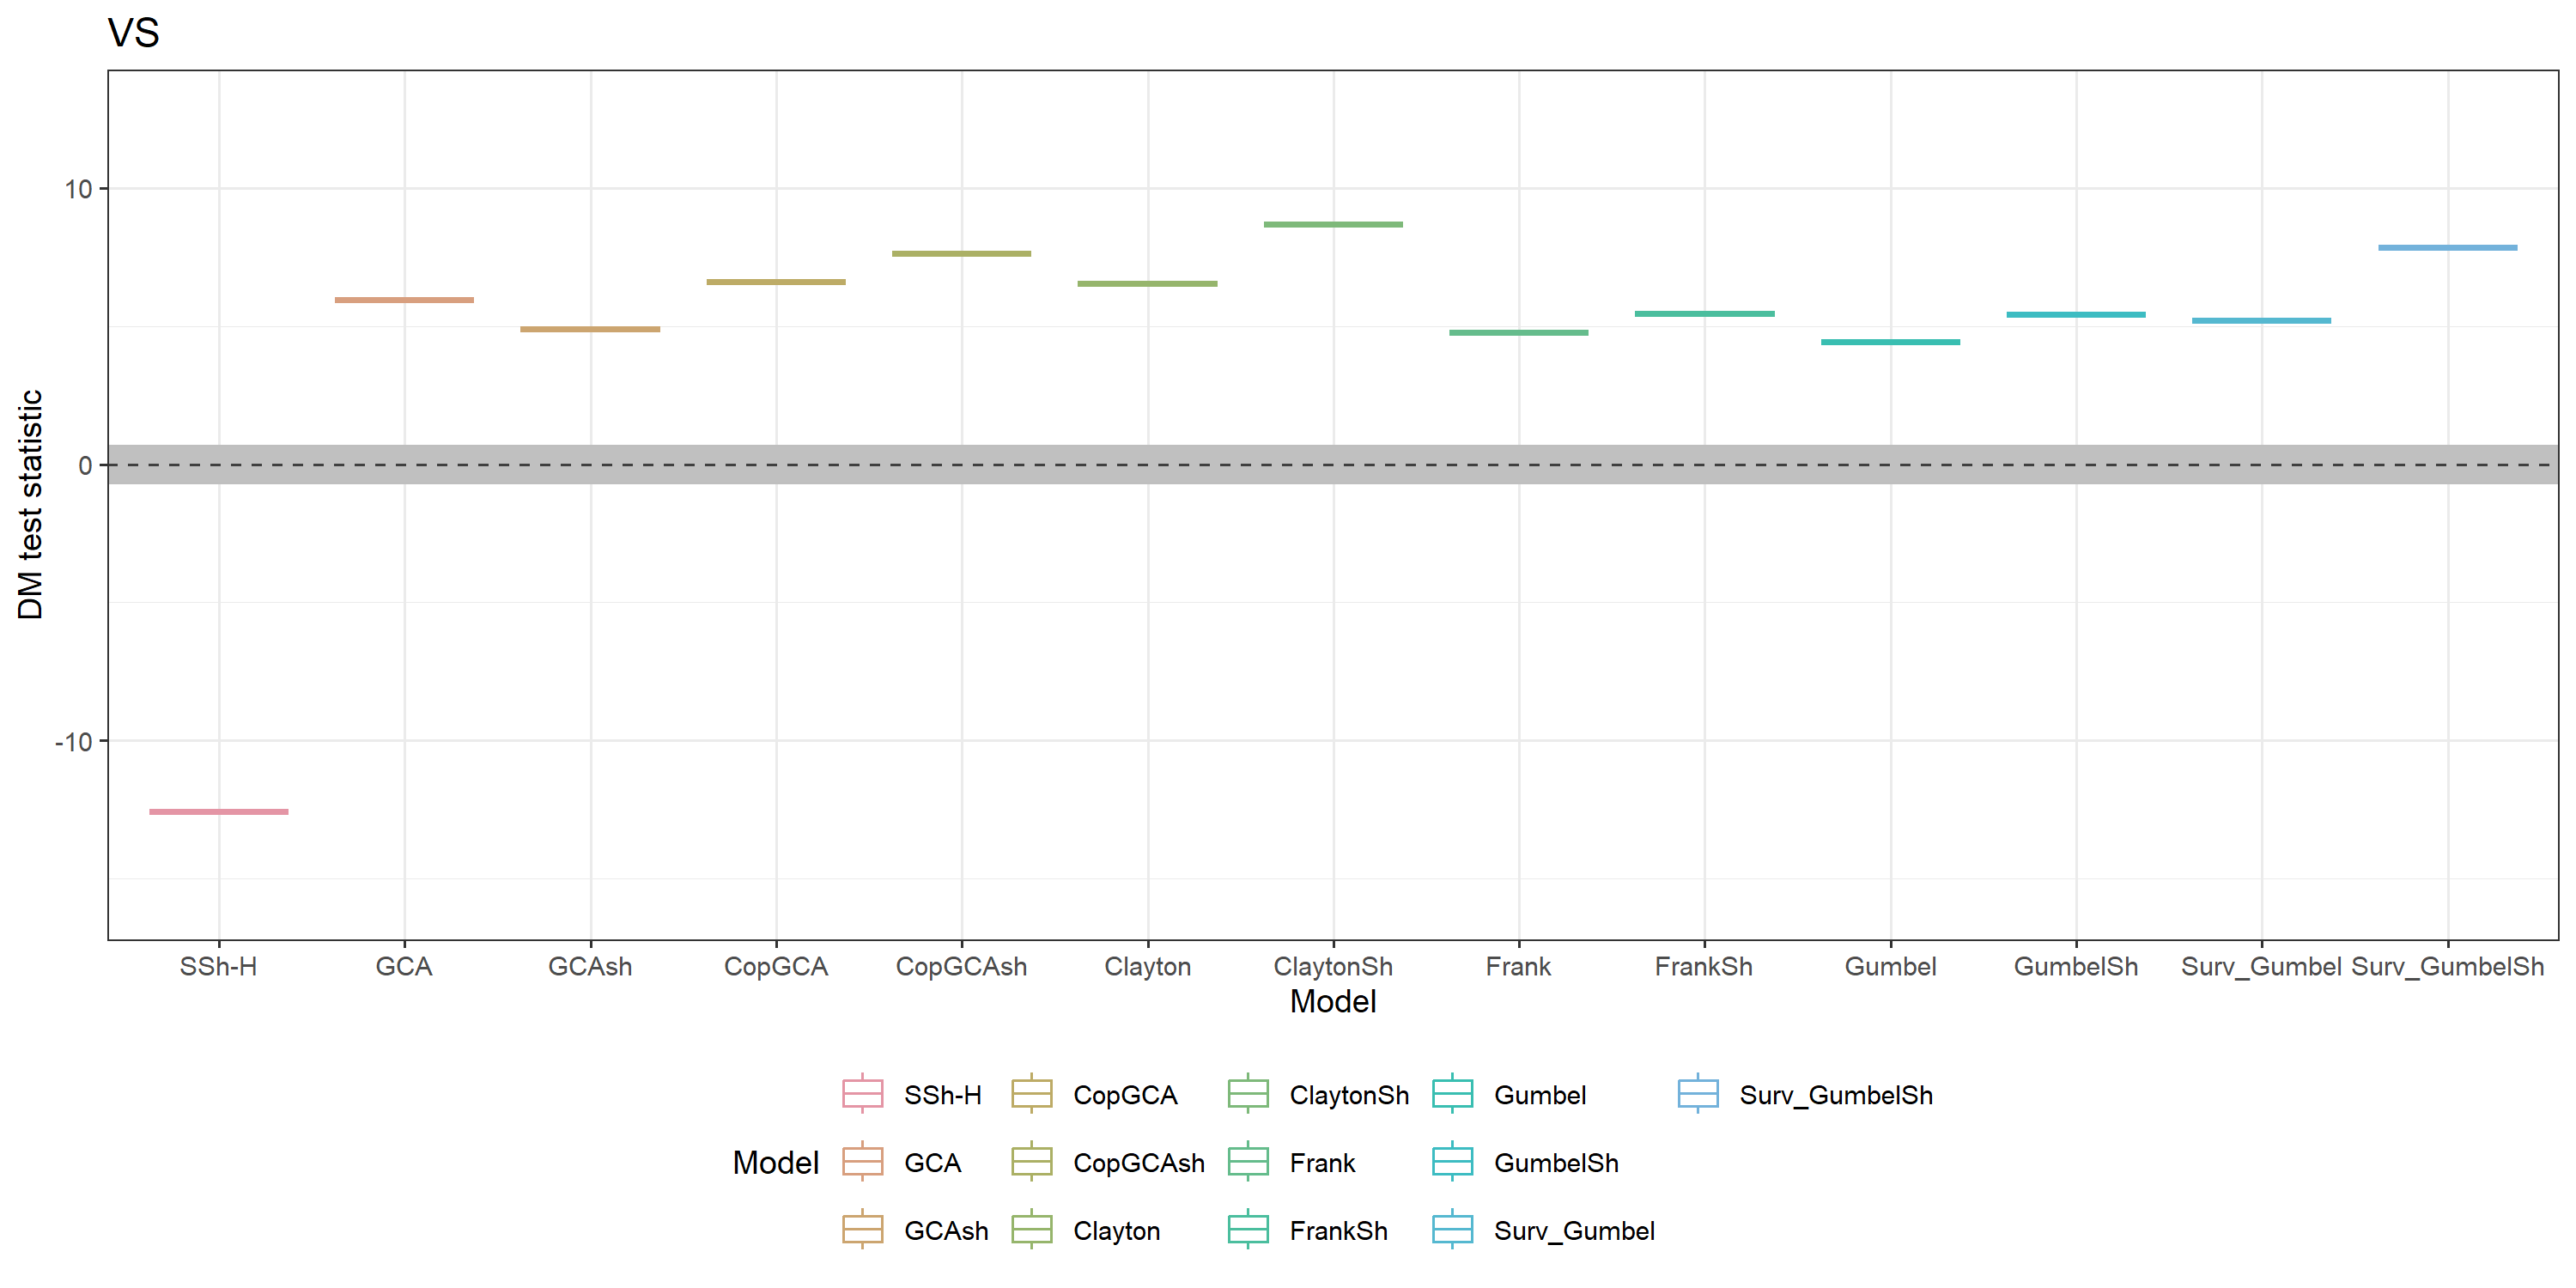 VS
10
0
-10
DM test statistic
SSh-H GCA GCAsh CopGCA CopGCAsh Clayton ClaytonSh Frank FrankSh Gumbel GumbelSh Surv_Gumbel Surv_GumbelSh
Model
SSh-H CopGCA ClaytonSh Gumbel Surv_GumbelSh
Model GCA CopGCAsh Frank GumbelSh
GCAsh Clayton FrankSh Surv_Gumbel